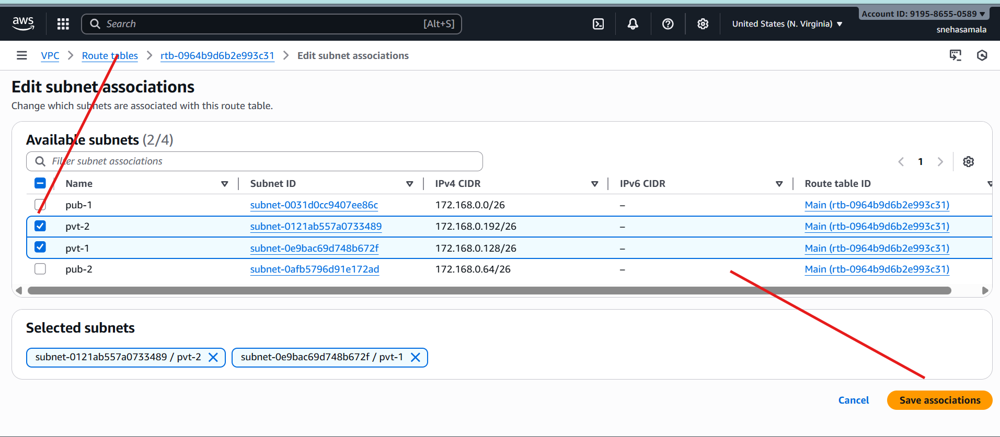 aws
Search [Alt+S] United States (N. Virginia) Account ID: 9195-8655-0589
snehasamala
VPC Route tables rtb-0964b9d6b2e993c31 Edit subnet associations
Edit subnet associations
Change which subnets are associated with this route table.
Available subnets (2/4)
Filter subnet associations 1
Name Subnet ID IPv4 CIDR IPv6 CIDR Route table ID
pub-1 subnet-0031d0cc9407ee86c 172.168.0.0/26 – Main (rtb-0964b9d6b2e993c31)
pvt-2 subnet-0121ab557a0733489 172.168.0.192/26 – Main (rtb-0964b9d6b2e993c31)
pvt-1 subnet-0e9bac69d748b672f 172.168.0.128/26 – Main (rtb-0964b9d6b2e993c31)
pub-2 subnet-0afb5796d91e172ad 172.168.0.64/26 – Main (rtb-0964b9d6b2e993c31)
Selected subnets
subnet-0121ab557a0733489 / pvt-2 subnet-0e9bac69d748b672f / pvt-1
Cancel Save associations